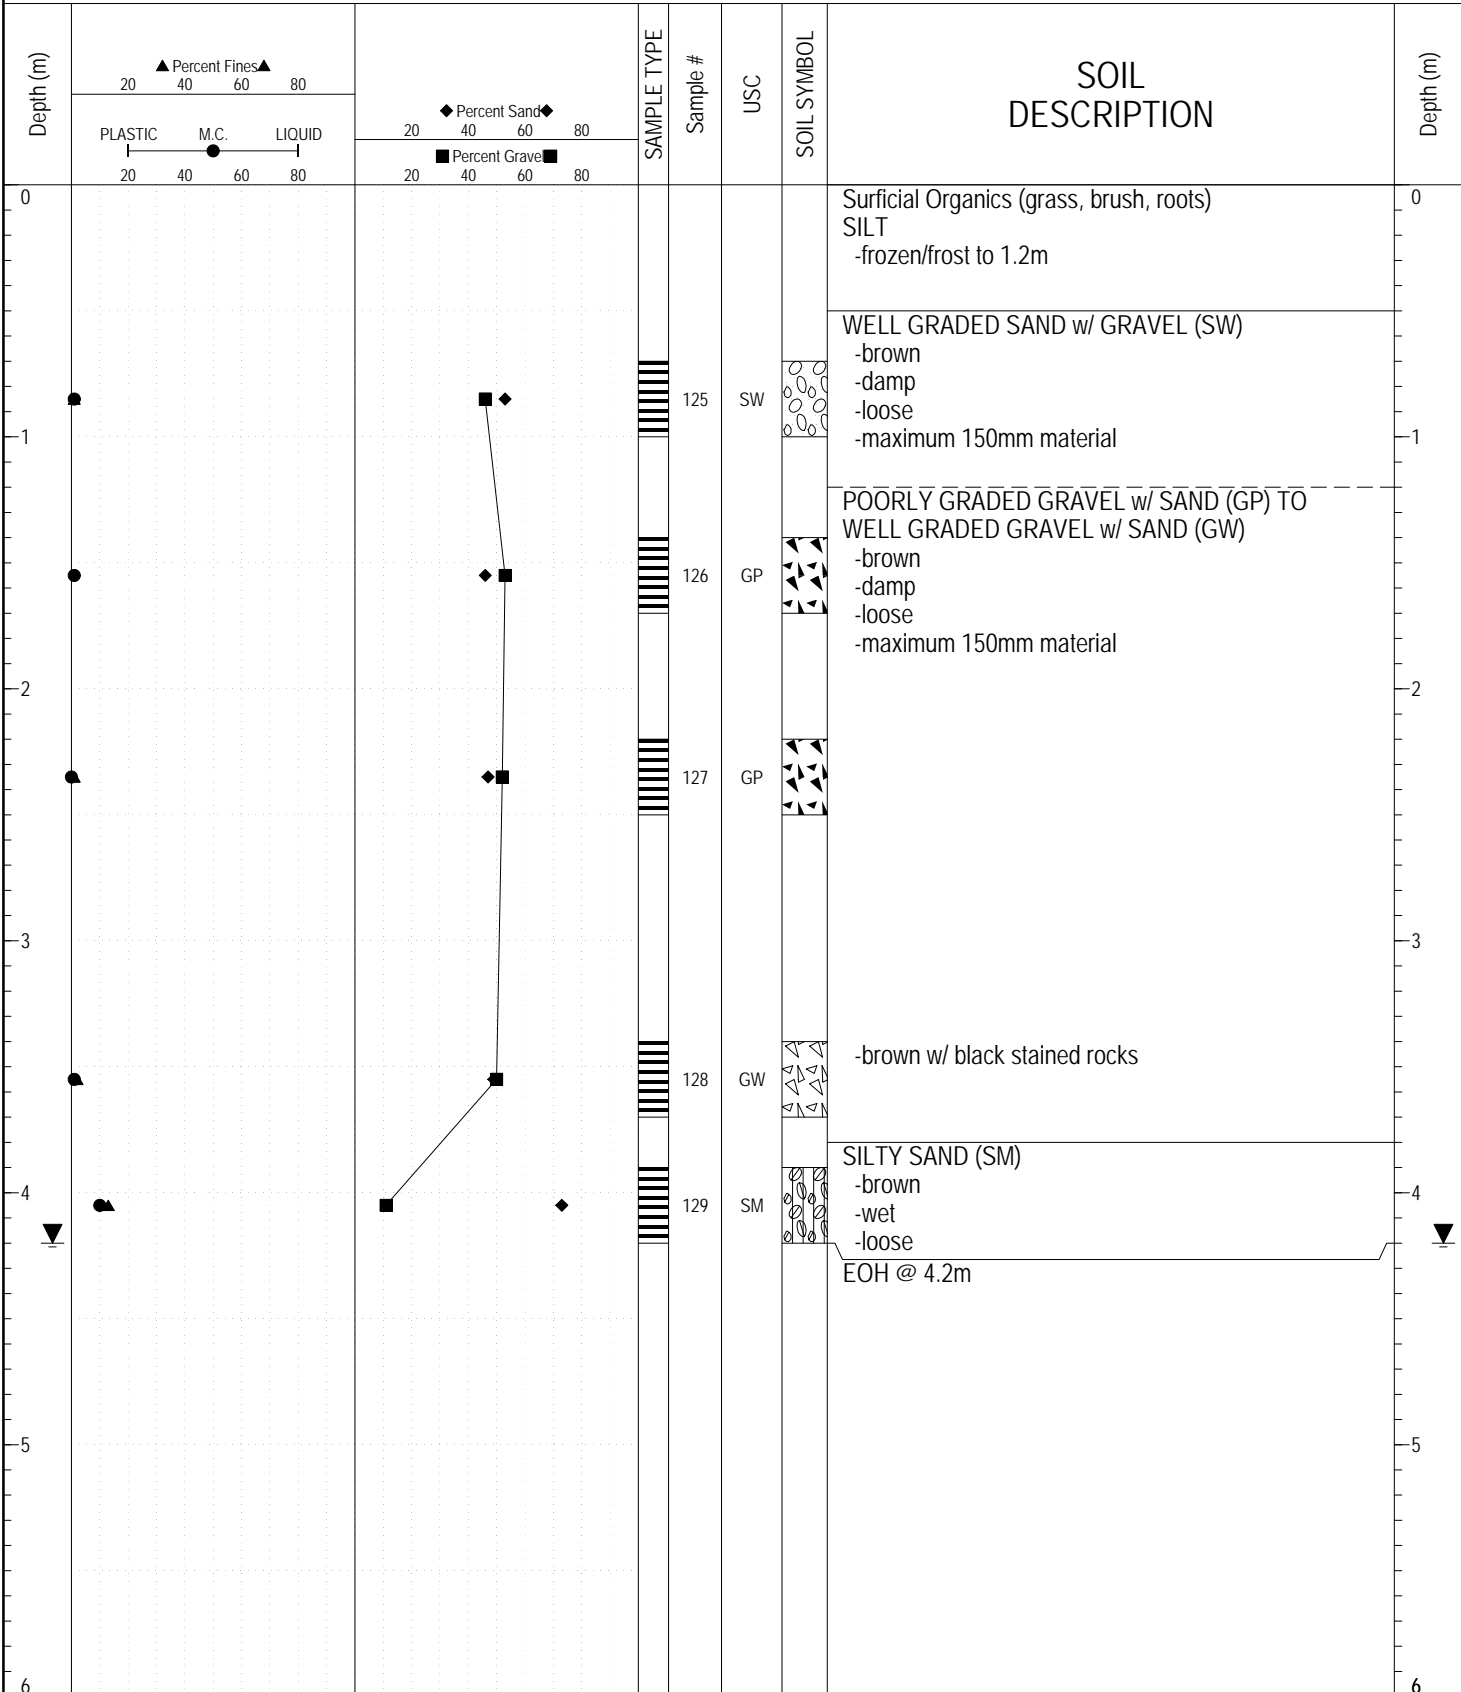 Depth (m)
▲ Percent Fines▲
20 40 60 80
PLASTIC M.C. LIQUID
20 40 60 80
◆ Percent Sand◆
20 40 60 80
■ Percent Gravel■
20 40 60 80
SAMPLE TYPE
Sample #
USC
SOIL SYMBOL
SOIL
DESCRIPTION
Depth (m)
0 0
Surficial Organics (grass, brush, roots)
SILT
-frozen/frost to 1.2m
WELL GRADED SAND w/ GRAVEL (SW)
-brown
-damp
125 SW
-loose
-maximum 150mm material
1 1
POORLY GRADED GRAVEL w/ SAND (GP) TO
WELL GRADED GRAVEL w/ SAND (GW)
-brown
126 GP
-damp
-loose
-maximum 150mm material
2 2
127 GP
3 3
-brown w/ black stained rocks
128 GW
SILTY SAND (SM)
-brown
4 4
129 SM
-wet
-loose
EOH @ 4.2m
5 5
6 6